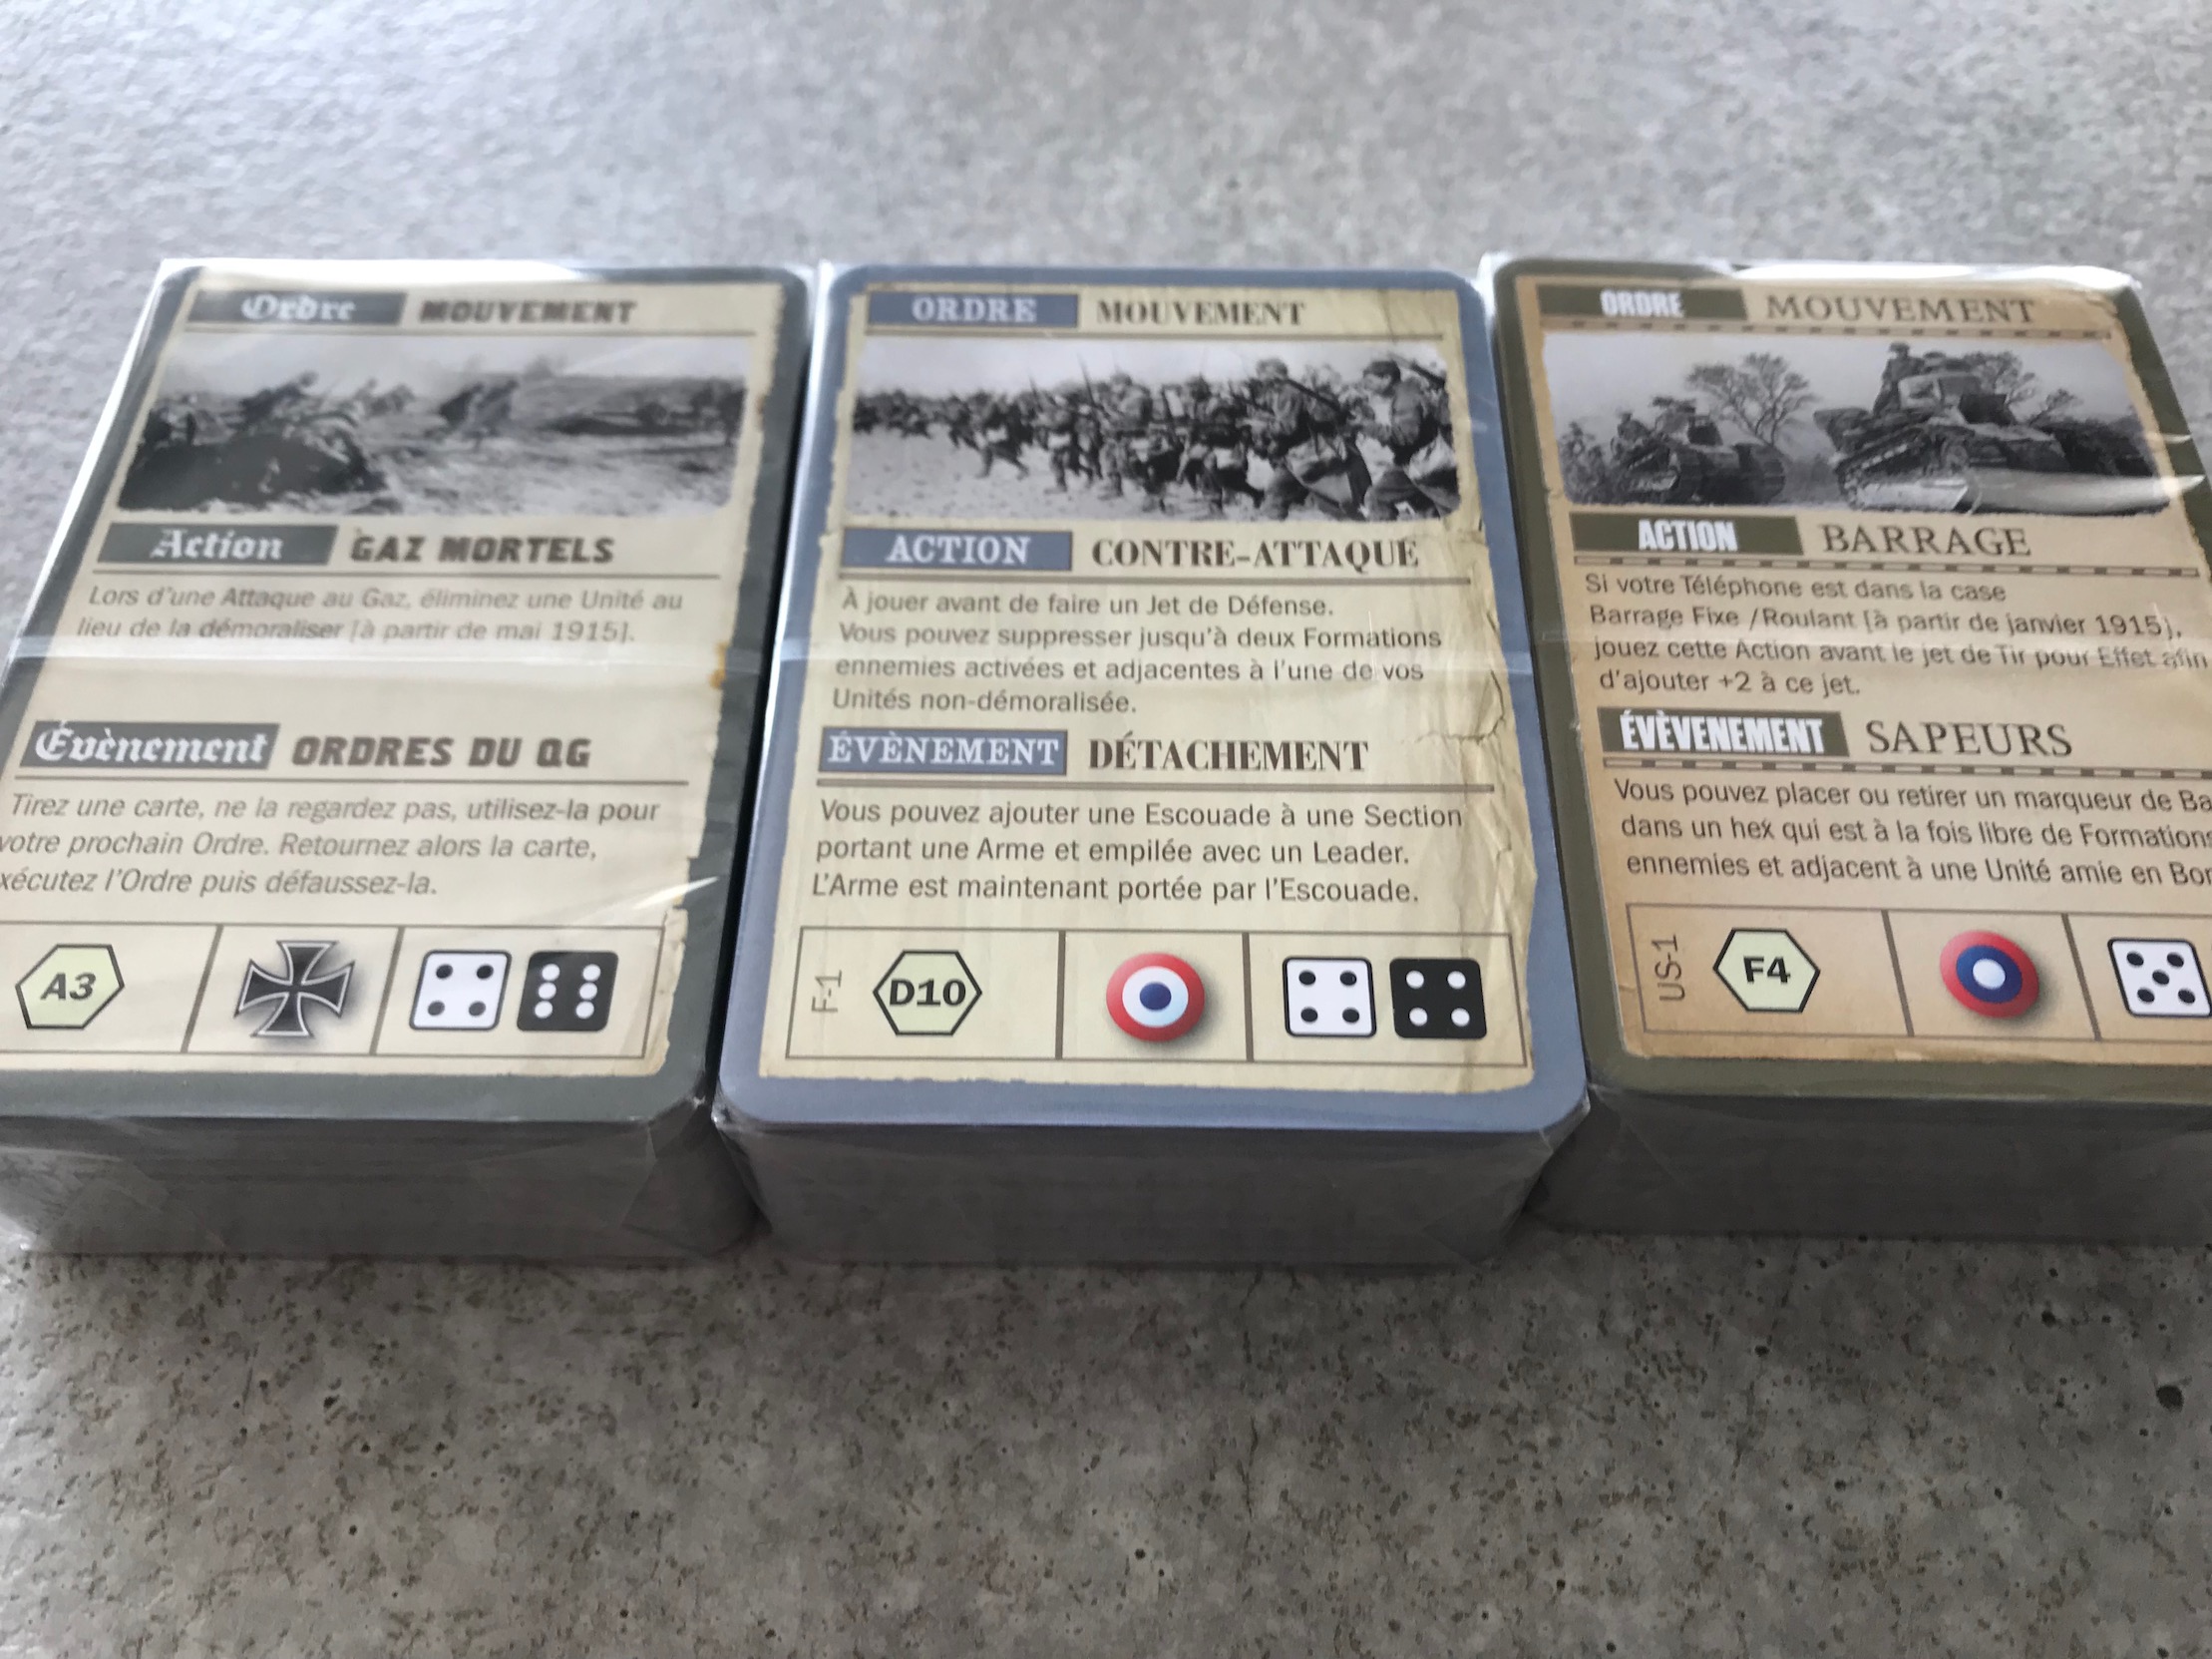 Ordre MOUVEMENT
Action GAZ MORTELS
Lors d'une Attaque au Gaz, éliminez une Unité au
lieu de la démoraliser [à partir de mai 1915].
Évènement ORDRES DU QG
Tirez une carte, ne la regardez pas, utilisez-la pour
votre prochain Ordre. Retournez alors la carte,
xécutez l'Ordre puis défaussez-la.
A3
ORDRE MOUVEMENT
ACTION CONTRE-ATTAQUE
À jouer avant de faire un Jet de Défense.
Vous pouvez suppresser jusqu'à deux Formations
ennemies activées et adjacentes à l'une de vos
Unités non-démoralisée.
ÉVÈNEMENT DÉTACHEMENT
Vous pouvez ajouter une Escouade à une Section
portant une Arme et empilée avec un Leader.
L'Arme est maintenant portée par l'Escouade.
F-1 D10
ORDRE MOUVEMENT
ACTION BARRAGE
Si votre Téléphone est dans la case
Barrage Fixe /Roulant [à partir de janvier 1915],
jouez cette Action avant le jet de Tir pour Effet afin
d'ajouter +2 à ce jet.
ÉVÈVENEMENT SAPEURS
Vous pouvez placer ou retirer un marqueur de Ba
dans un hex qui est à la fois libre de Formations
ennemies et adjacent à une Unité amie en Bor
US-1 F4